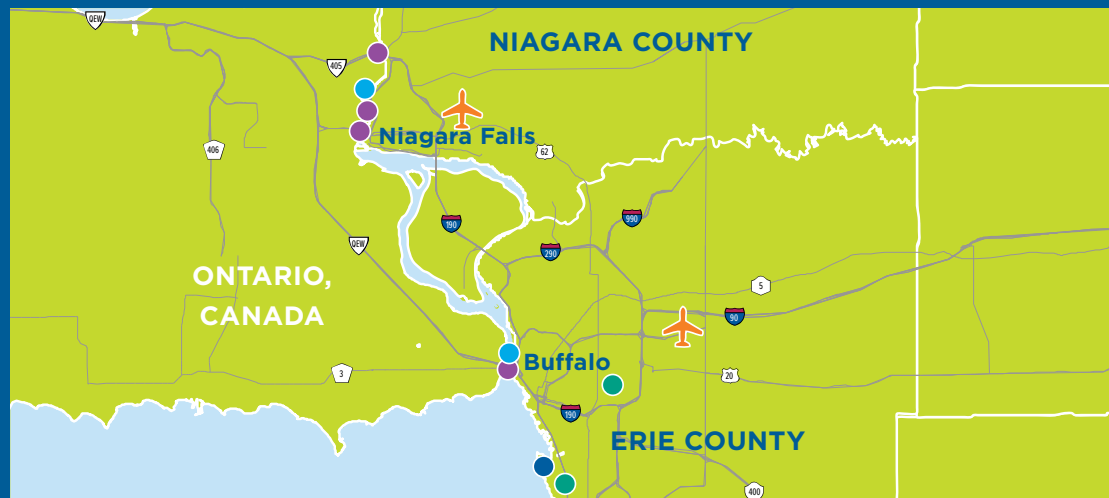 QEW
NIAGARA COUNTY
405
Niagara Falls
406
62
190
990
QEW
290
ONTARIO,
CANADA
5
90
Buffalo
3
20
190
ERIE COUNTY
400